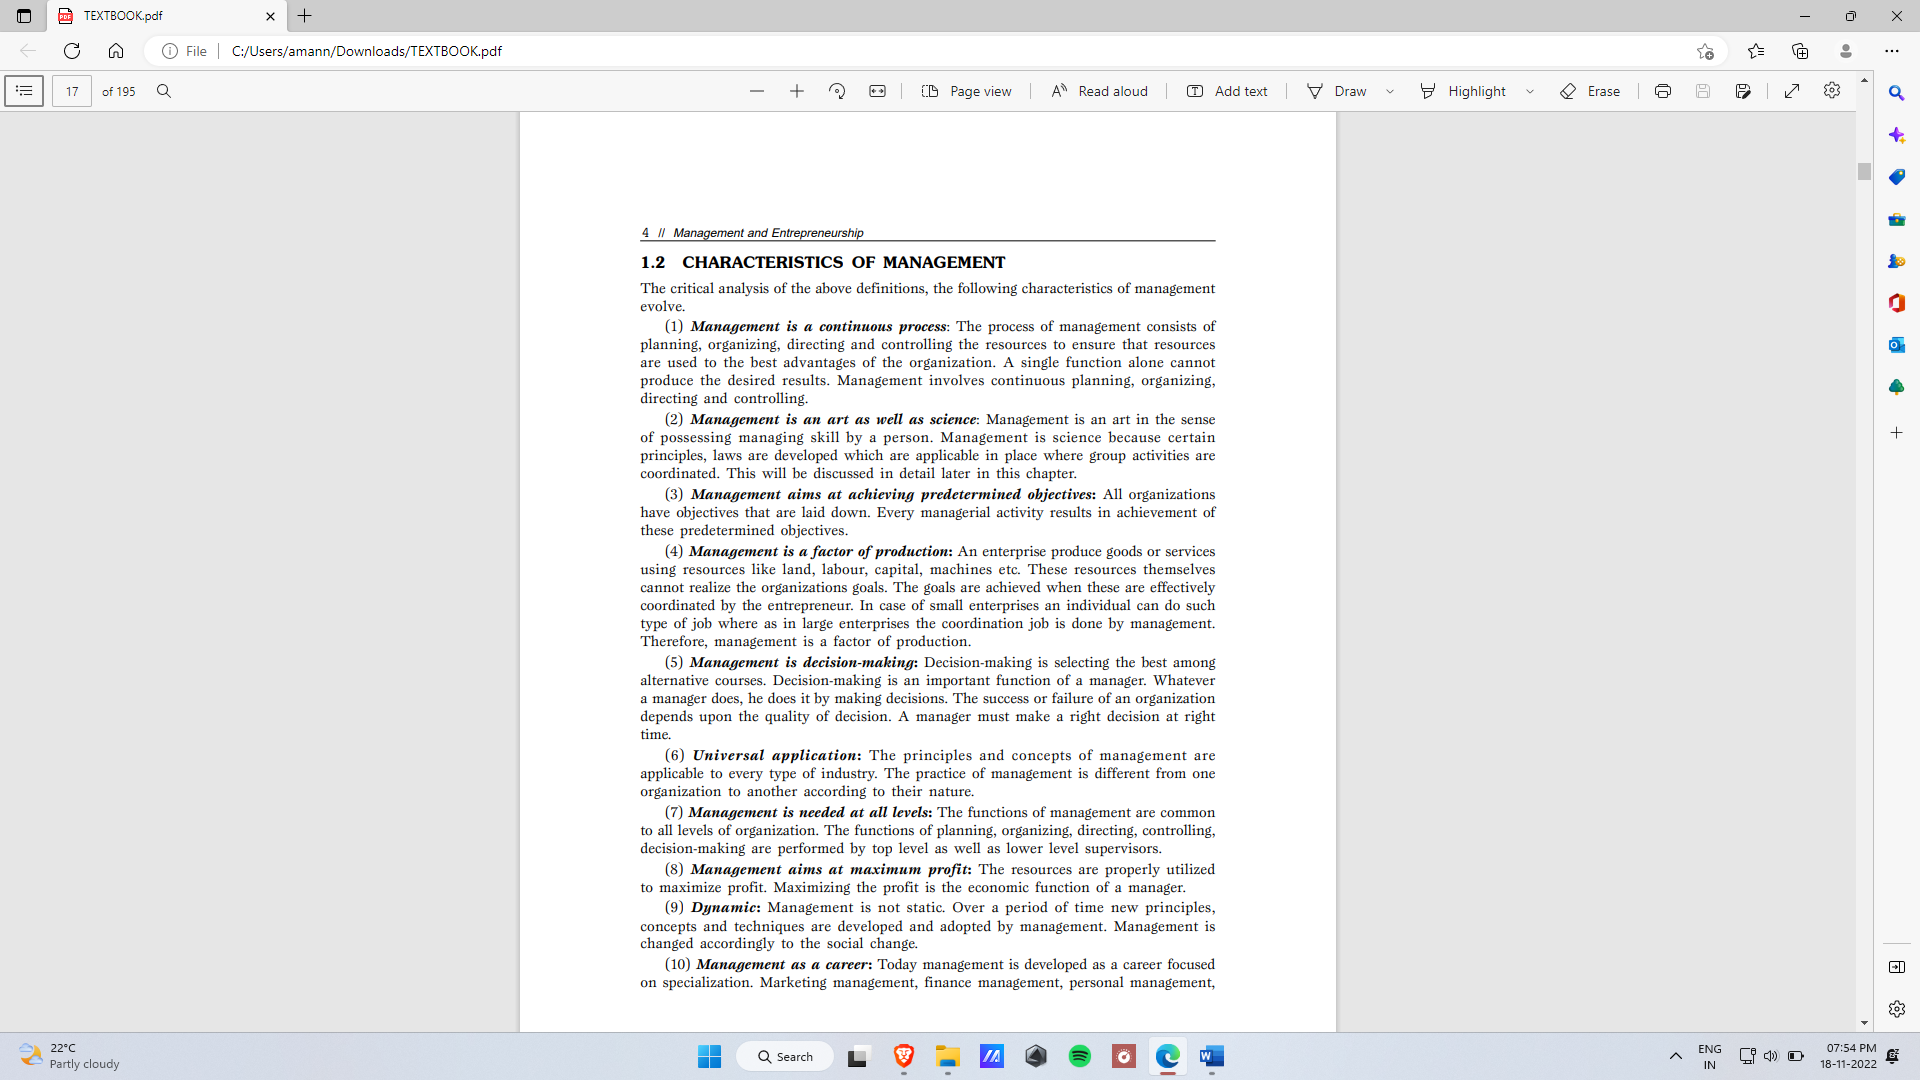 TEXTBOOK.pdf
File C:/Users/amann/Downloads/TEXTBOOK.pdf
17 of 195 Page view Read aloud Add text Draw Highlight Erase
4 // Management and Entrepreneurship
1.2 CHARACTERISTICS OF MANAGEMENT
The critical analysis of the above definitions, the following characteristics of management
evolve.
(1) Management is a continuous process: The process of management consists of
planning, organizing, directing and controlling the resources to ensure that resources
are used to the best advantages of the organization. A single function alone cannot
produce the desired results. Management involves continuous planning, organizing,
directing and controlling.
(2) Management is an art as well as science: Management is an art in the sense
of possessing managing skill by a person. Management is science because certain
principles, laws are developed which are applicable in place where group activities are
coordinated. This will be discussed in detail later in this chapter.
(3) Management aims at achieving predetermined objectives: All organizations
have objectives that are laid down. Every managerial activity results in achievement of
these predetermined objectives.
(4) Management is a factor of production: An enterprise produce goods or services
using resources like land, labour, capital, machines etc. These resources themselves
cannot realize the organizations goals. The goals are achieved when these are effectively
coordinated by the entrepreneur. In case of small enterprises an individual can do such
type of job where as in large enterprises the coordination job is done by management.
Therefore, management is a factor of production.
(5) Management is decision-making: Decision-making is selecting the best among
alternative courses. Decision-making is an important function of a manager. Whatever
a manager does, he does it by making decisions. The success or failure of an organization
depends upon the quality of decision. A manager must make a right decision at right
time.
(6) Universal application: The principles and concepts of management are
applicable to every type of industry. The practice of management is different from one
organization to another according to their nature.
(7) Management is needed at all levels: The functions of management are common
to all levels of organization. The functions of planning, organizing, directing, controlling,
decision-making are performed by top level as well as lower level supervisors.
(8) Management aims at maximum profit: The resources are properly utilized
to maximize profit. Maximizing the profit is the economic function of a manager.
(9) Dynamic: Management is not static. Over a period of time new principles,
concepts and techniques are developed and adopted by management. Management is
changed accordingly to the social change.
(10) Management as a career: Today management is developed as a career focused
on specialization. Marketing management, finance management, personal management,
22°C
Partly cloudy
Search
ENG
IN
07:54 PM
18-11-2022